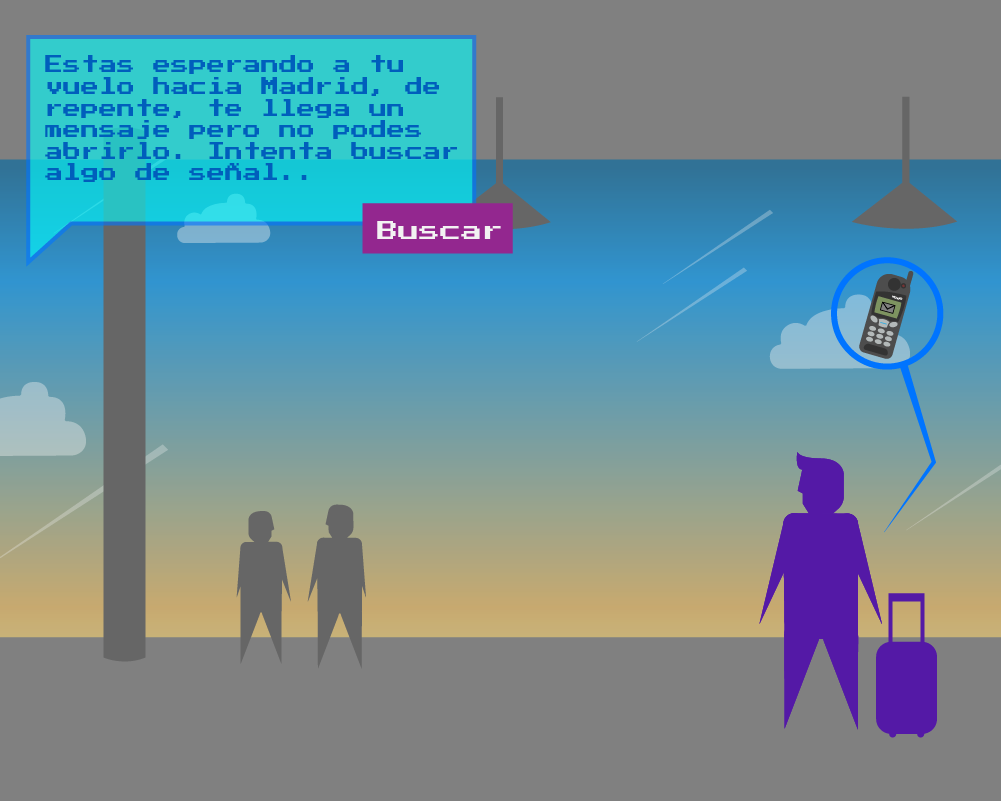 Estas esperando a tu
vuelo hacia Madrid, de
repente, te llega un
mensaje pero no podes
abrirlo. Intenta buscar
algo de señal..
Buscar